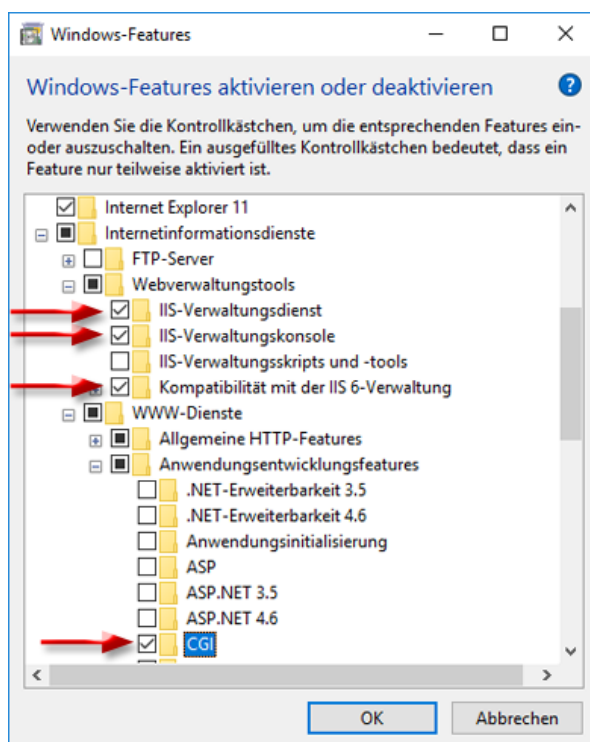 Windows-Features
Windows-Features aktivieren oder deaktivieren
?
Verwenden Sie die Kontrollkästchen, um die entsprechenden Features ein-
oder auszuschalten. Ein ausgefülltes Kontrollkästchen bedeutet, dass ein
Feature nur teilweise aktiviert ist.
Internet Explorer 11
Internetinformationsdienste
FTP-Server
Webverwaltungstools
IIS-Verwaltungsdienst
IIS-Verwaltungskonsole
IIS-Verwaltungsskripts und -tools
Kompatibilität mit der IIS 6-Verwaltung
WWW-Dienste
Allgemeine HTTP-Features
Anwendungsentwicklungsfeatures
.NET-Erweiterbarkeit 3.5
.NET-Erweiterbarkeit 4.6
Anwendungsinitialisierung
ASP
ASP.NET 3.5
ASP.NET 4.6
CGI
OK Abbrechen